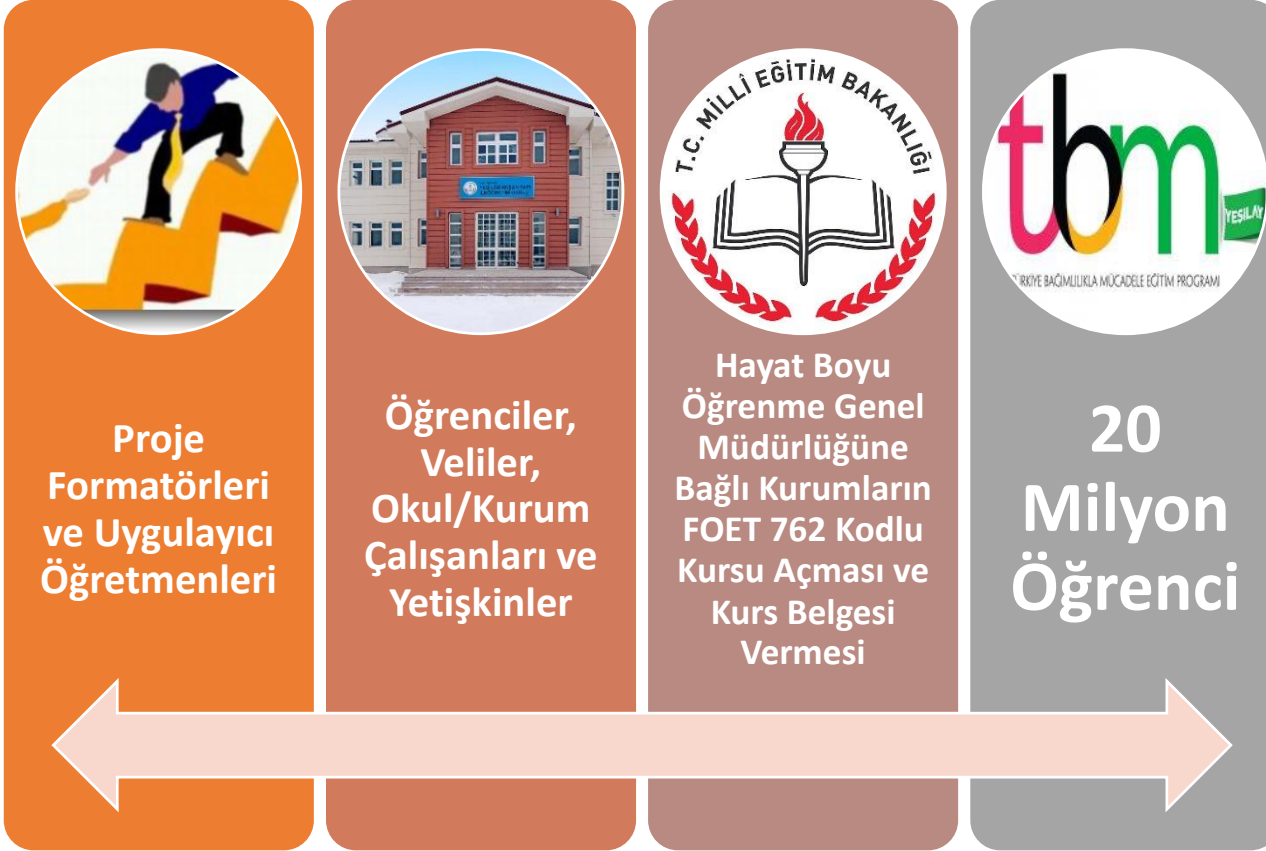 Proje
Formatörleri
ve Uygulayıcı
Öğretmenleri
Öğrenciler,
Veliler,
Okul/Kurum
Çalışanları ve
Yetişkinler
T.C. MİLLÎ EĞİTİM BAKANLIĞI
Hayat Boyu
Öğrenme Genel
Müdürlüğüne
Bağlı Kurumların
FOET 762 Kodlu
Kursu Açması ve
Kurs Belgesi
Vermesi
tbm
YEŞİLAY
ÜRKİYE BAĞIMLILIKLA MÜCADELE EĞİTİM PROGRAMI
20
Milyon
Öğrenci